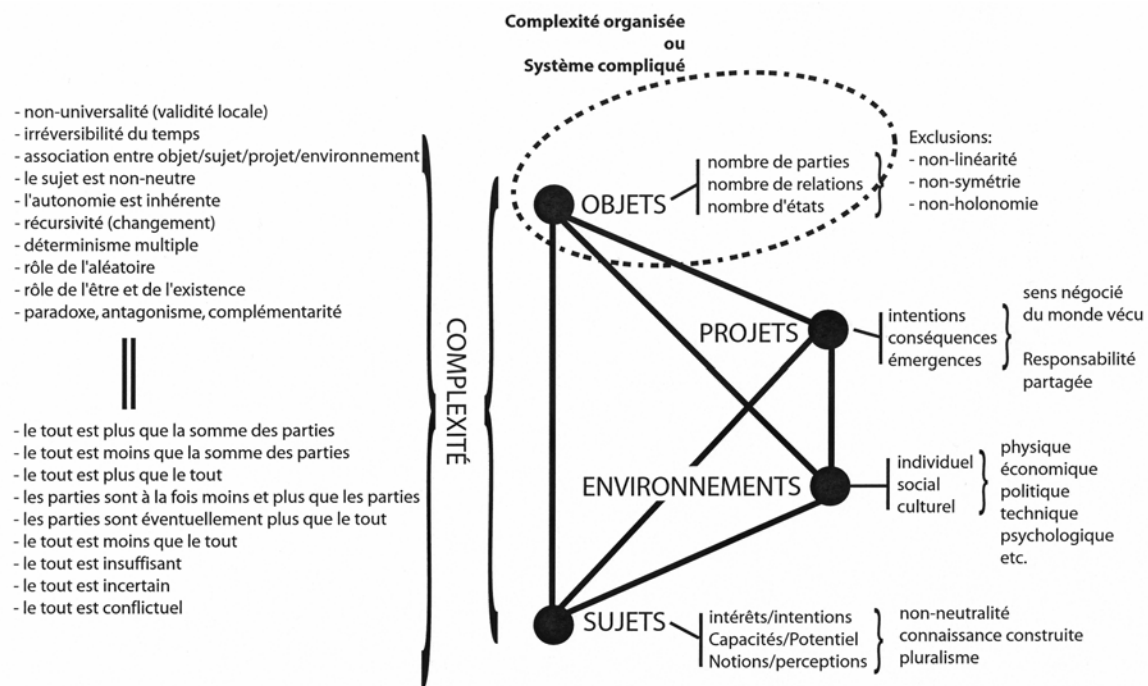 Complexité organisée
ou
Système compliqué
- non-universalité (validité locale)
- irréversibilité du temps
- association entre objet/sujet/projet/environnement
- le sujet est non-neutre
- l'autonomie est inhérente
- récursivité (changement)
- déterminisme multiple
- rôle de l'aléatoire
- rôle de l'être et de l'existence
- paradoxe, antagonisme, complémentarité
- le tout est plus que la somme des parties
- le tout est moins que la somme des parties
- le tout est plus que le tout
- les parties sont à la fois moins et plus que les parties
- les parties sont éventuellement plus que le tout
- le tout est moins que le tout
- le tout est insuffisant
- le tout est incertain
- le tout est conflictuel
COMPLEXITÉ
OBJETS
nombre de parties
nombre de relations
nombre d'états
Exclusions:
- non-linéarité
- non-symétrie
- non-holonomie
PROJETS
intentions
conséquences
émergences
sens négocié
du monde vécu
Responsabilité
partagée
ENVIRONNEMENTS
individuel
social
culturel
physique
économique
politique
technique
psychologique
etc.
SUJETS
intérêts/intentions
Capacités/Potentiel
Notions/perceptions
non-neutralité
connaissance construite
pluralisme